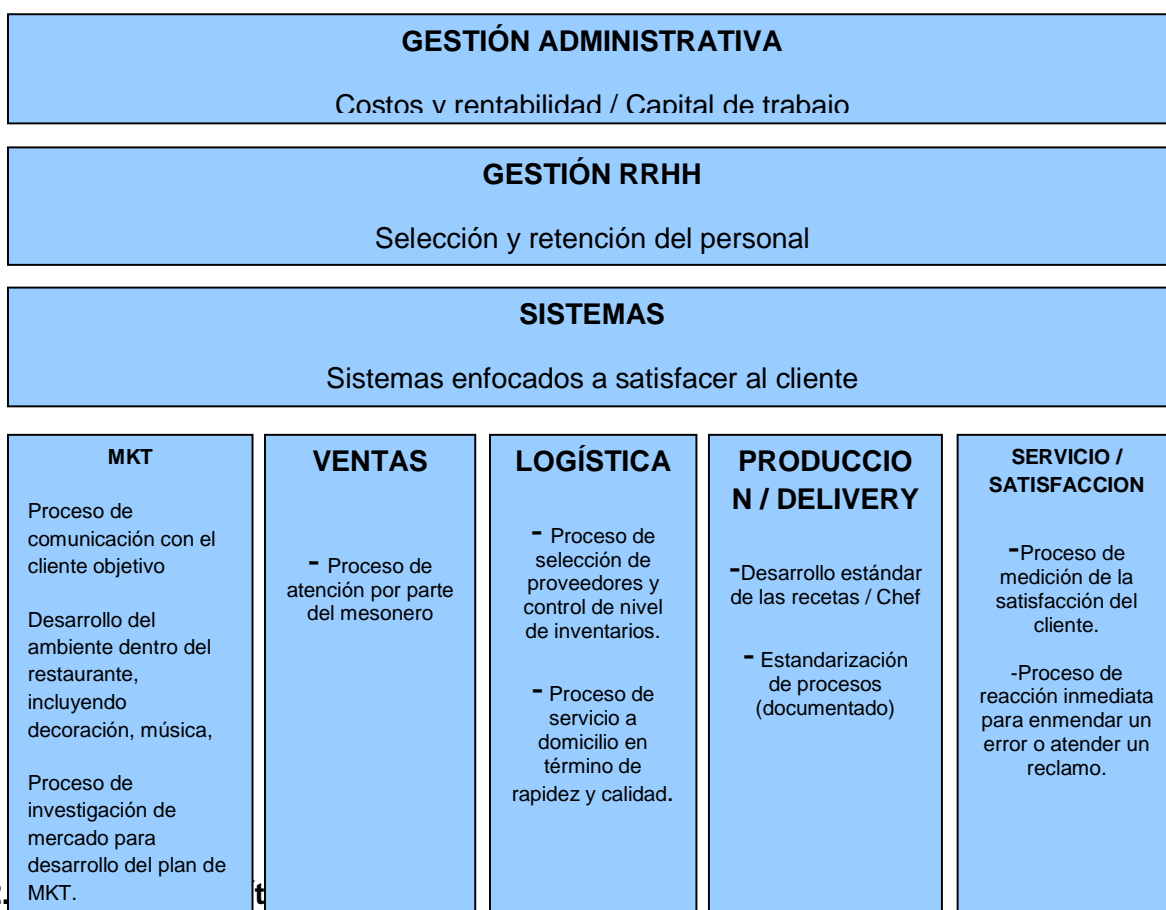 GESTIÓN ADMINISTRATIVA
Costos y rentabilidad / Capital de trabajo
GESTIÓN RRHH
Selección y retención del personal
SISTEMAS
Sistemas enfocados a satisfacer al cliente
MKT
Proceso de
comunicación con el
cliente objetivo
Desarrollo del
ambiente dentro del
restaurante,
incluyendo
decoración, música,
Proceso de
investigación de
mercado para
desarrollo del plan de
MKT.
VENTAS
- Proceso de
atención por parte
del mesonero
LOGÍSTICA
- Proceso de
selección de
proveedores y
control de nivel
de inventarios.
- Proceso de
servicio a
domicilio en
término de
rapidez y calidad.
PRODUCCIO
N / DELIVERY
-Desarrollo estándar
de las recetas / Chef
- Estandarización
de procesos
(documentado)
SERVICIO /
SATISFACCION
-Proceso de
medición de la
satisfacción del
cliente.
-Proceso de
reacción inmediata
para enmendar un
error o atender un
reclamo.